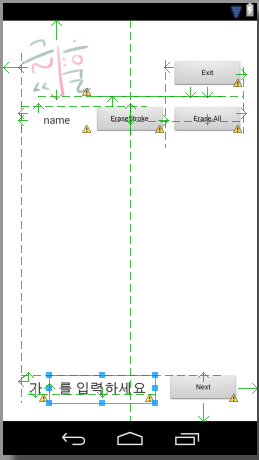 Exit
name
EraseStroke
Erase All
가
를 입력하세요
Next